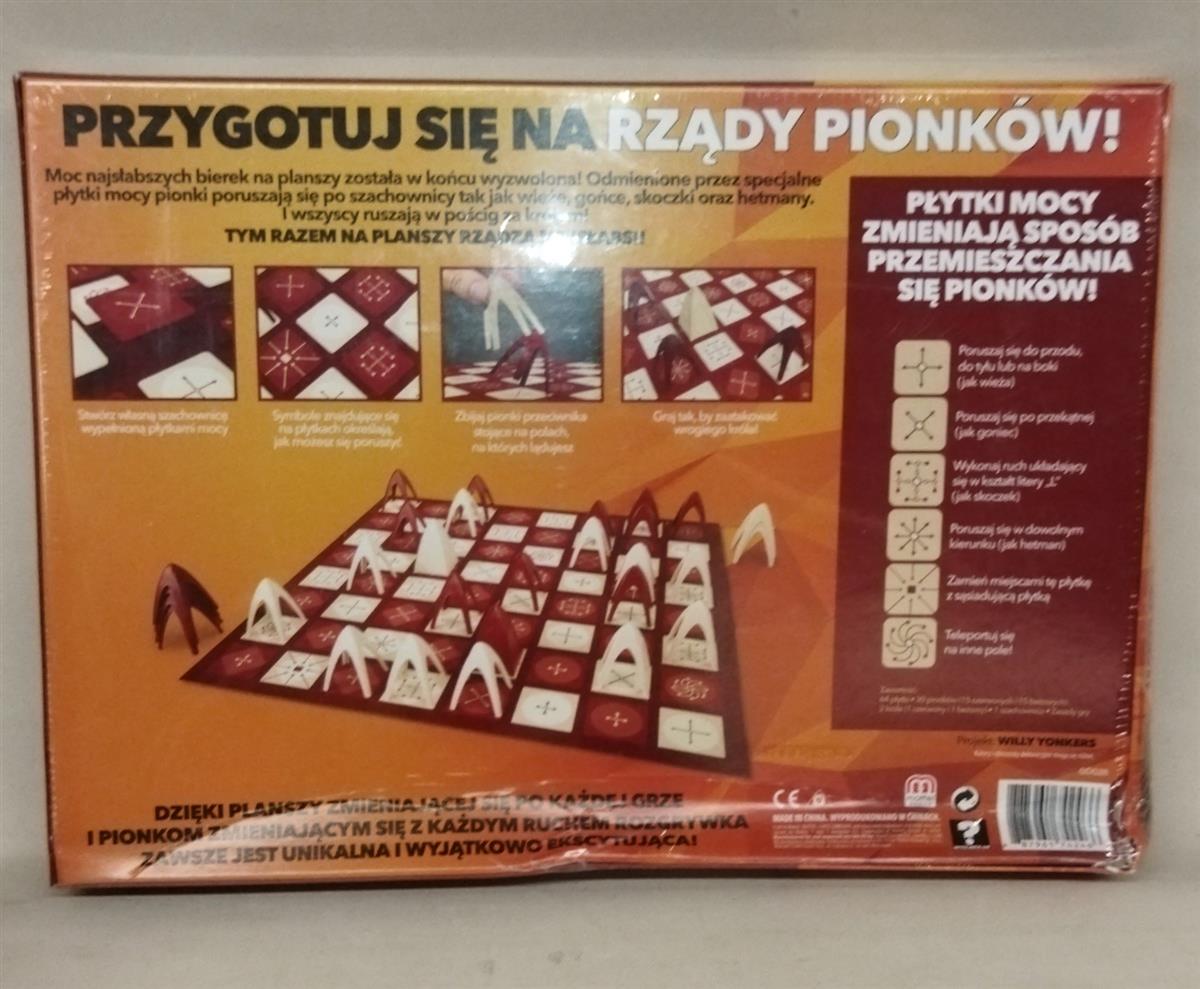 PRZYGOTUJ SIĘ NA RZĄDY PIONKÓW!
Moc najsłabszych bierek na planszy została w końcu wyzwolona! Odmienione przez specjalne
płytki mocy pionki poruszają się po szachownicy tak jak wieże, gońce, skoczki oraz hetmany.
I wszyscy ruszają w pościg za królem!
TYM RAZEM NA PLANSZY RZĄDZĄ
Stwórz własną szachownicę
wypełnioną płytkami mocy
Symbole znajdujące się
na płytkach określają,
jak możesz się poruszyć
Zbijaj pionki przeciwnika
stojące na polach,
na których lądujesz
Graj tak, by zaatakować
wrogiego króla!
PŁYTKI MOCY
ZMIENIAJĄ SPOSÓB
PRZEMIESZCZANIA
SIĘ PIONKÓW!
Poruszaj się do przodu,
do tyłu lub na boki
(jak wieża)
Poruszaj się po przekątnej
(jak goniec)
Wykonaj ruch układający
się w kształt litery „L”
(jak skoczek)
Poruszaj się w dowolnym
kierunku (jak hetman)
Zamień miejscami tę płytkę
z sąsiadującą płytką
Teleportuj się
na inne pole!
Projekt: WILLY YONKERS
DZIĘKI PLANSZY ZMIENIAJĄCEJ SIĘ PO KAŻDEJ GRZE
I PIONKOM ZMIENIAJĄCYM SIĘ Z KAŻDYM RUCHEM ROZGRYWKA
ZAWSZE JEST UNIKALNA I WYJĄTKOWO EKSCYTUJĄCA!
CE
MADE IN CHINA. WYPRODUKOWANO W CHINACH.